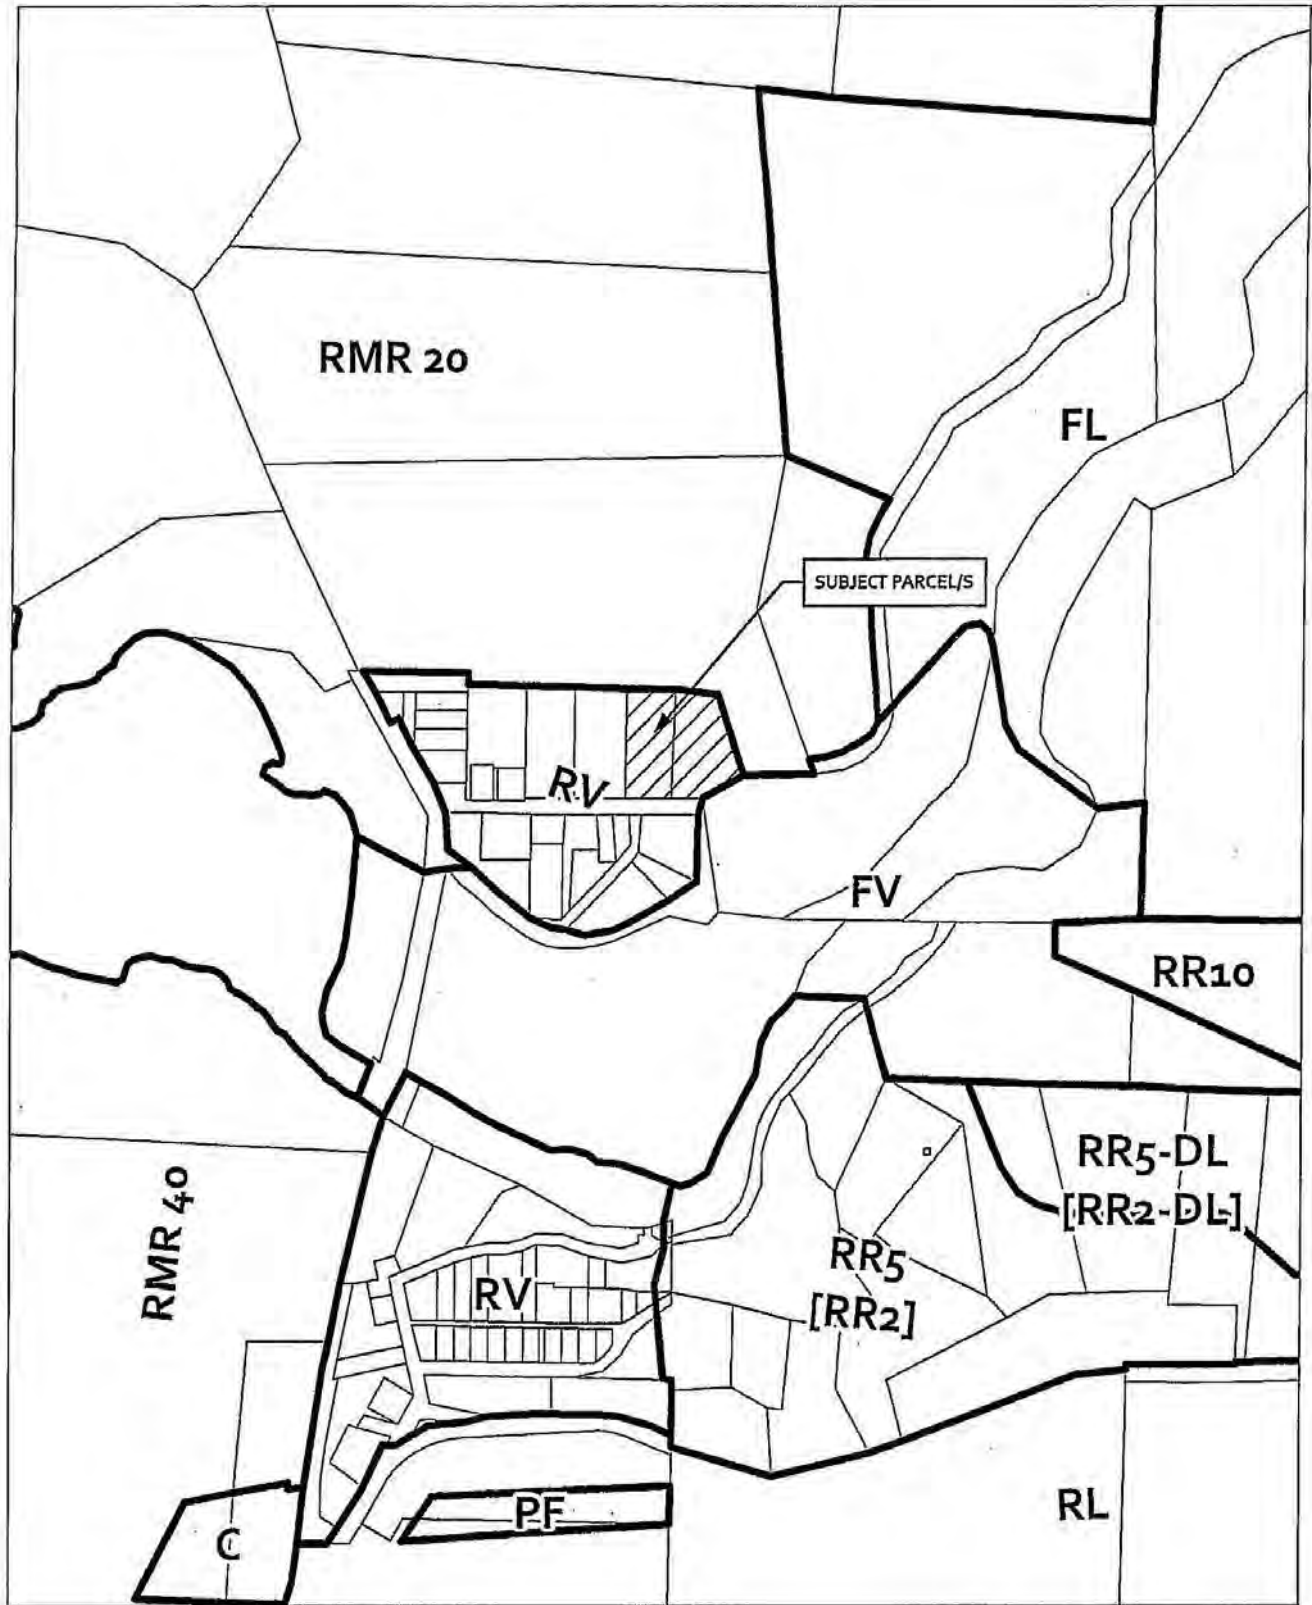 RMR 20
FL
SUBJECT PARCEL/S
RV
FV
RR10
RR5-DL
[RR2-DL]
RMR 40
RR5
[RR2]
RV
PF
RL
C